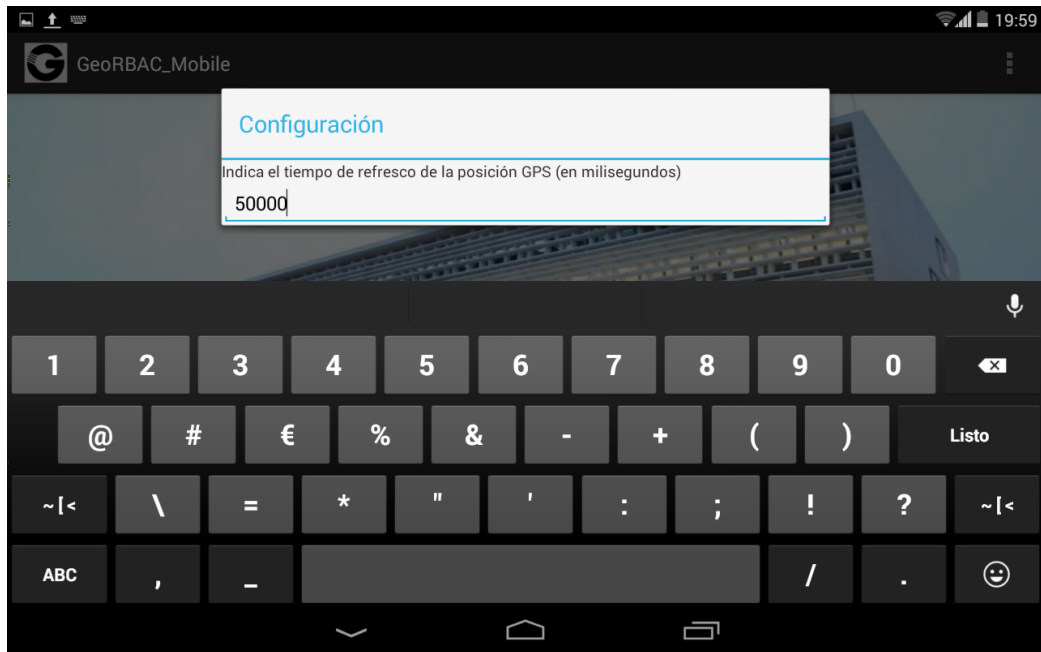 19:59
GeoRBAC_Mobile
Configuración
Indica el tiempo de refresco de la posición GPS (en milisegundos)
50000
1 2 3 4 5 6 7 8 9 0
@ # € % & - + ( ) Listo
~[< \ = * " ' : ; ! ? ~[<
ABC , _ / .